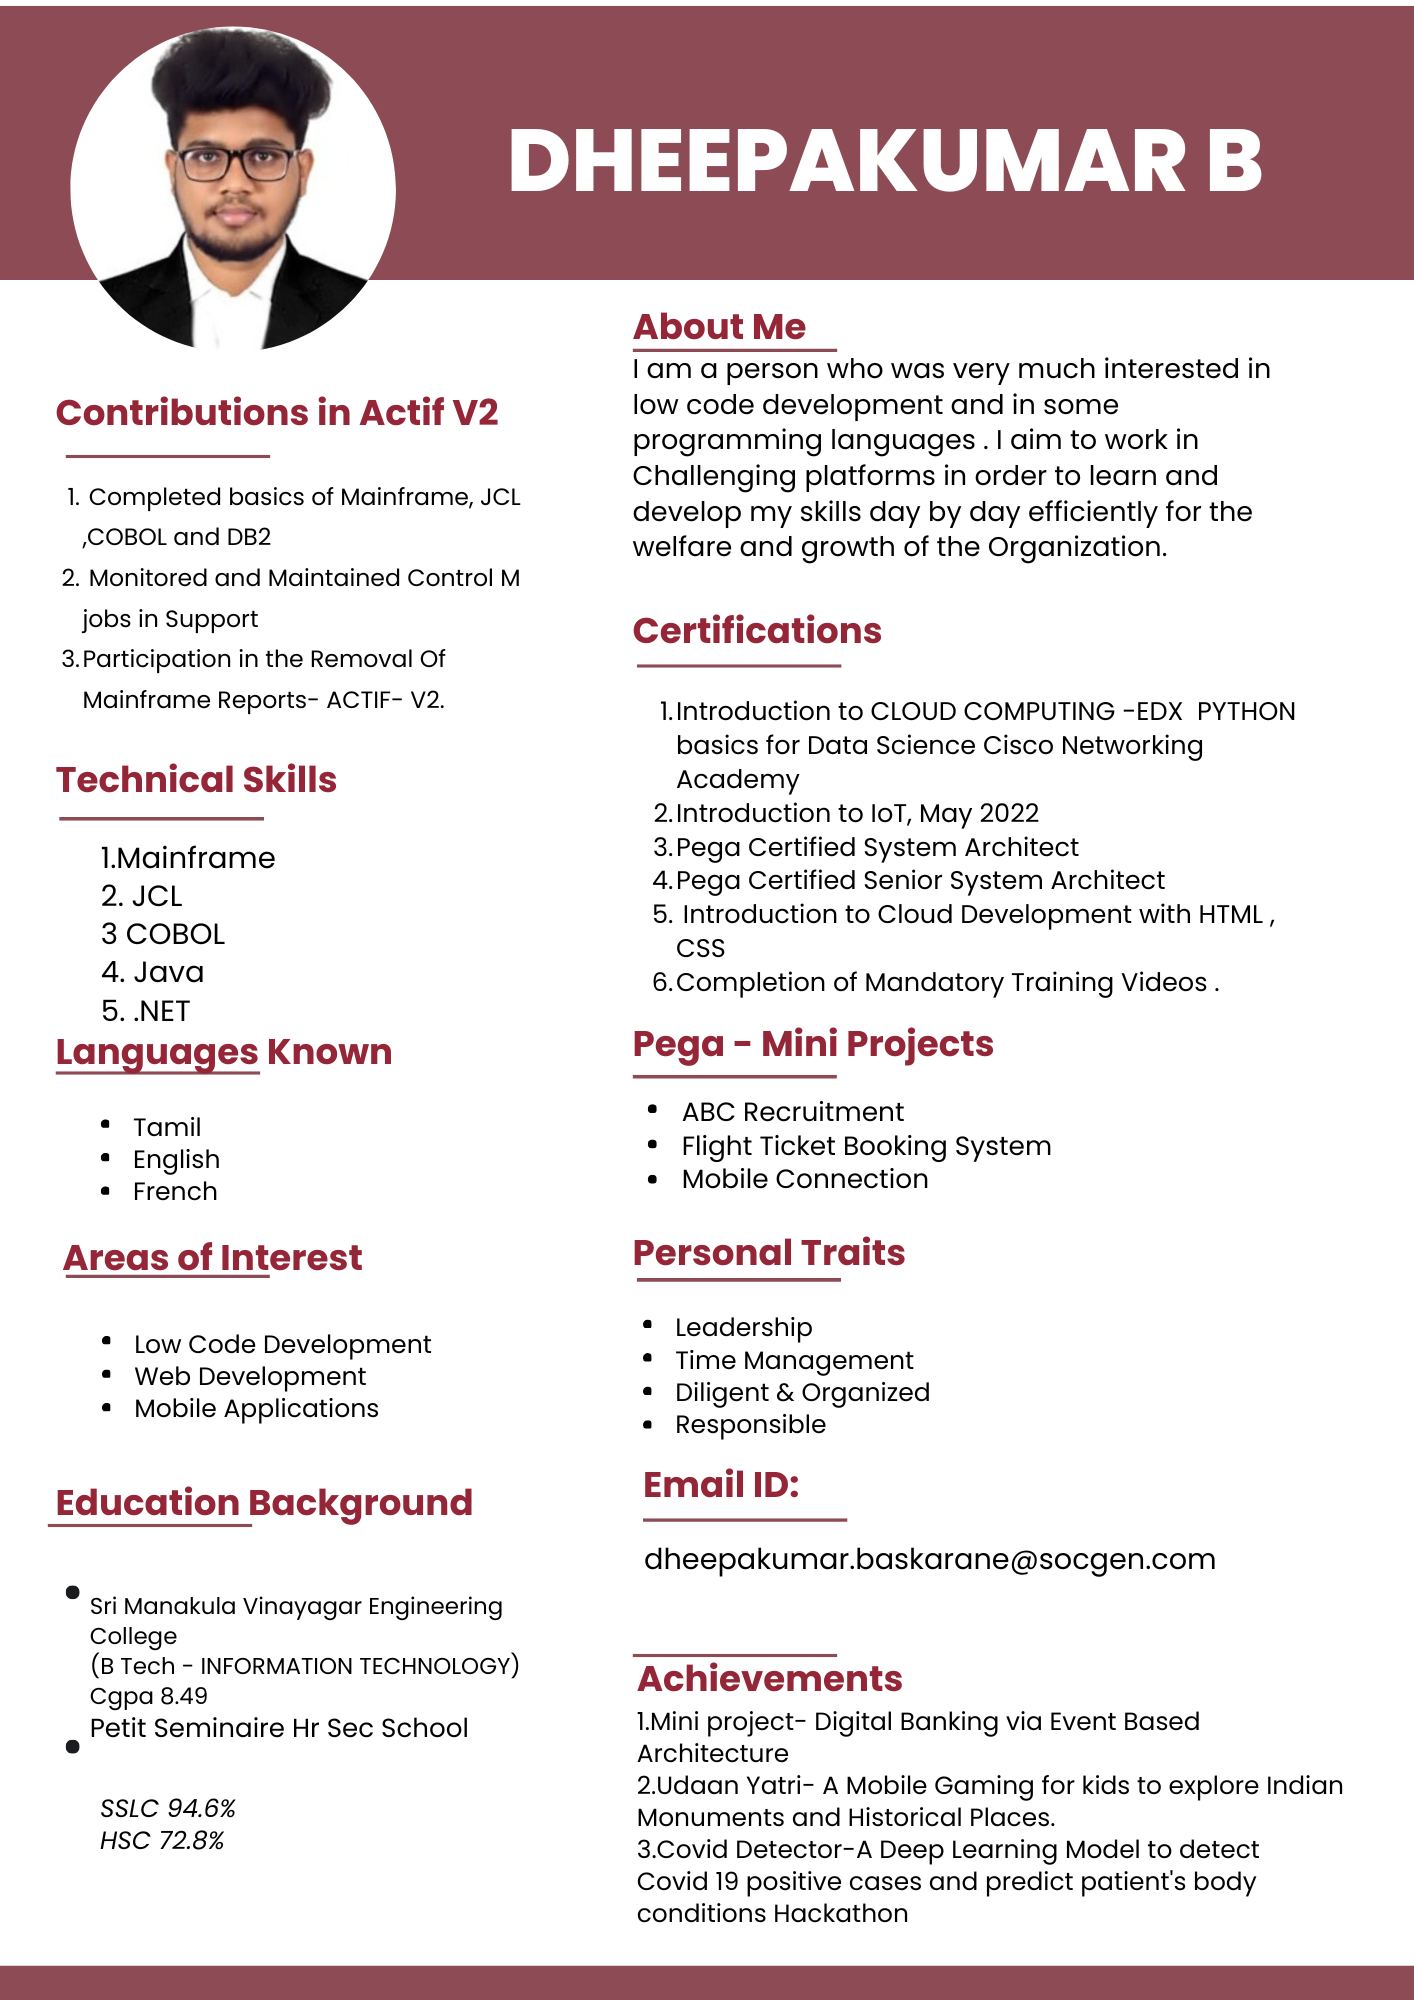 DHEEPAKUMAR B
Contributions in Actif V2
1. Completed basics of Mainframe, JCL
,COBOL and DB2
2. Monitored and Maintained Control M
jobs in Support
3.Participation in the Removal Of
Mainframe Reports- ACTIF- V2.
Technical Skills
1.Mainframe
2. JCL
3 COBOL
4. Java
5. .NET
Languages Known
• Tamil
• English
• French
Areas of Interest
• Low Code Development
• Web Development
• Mobile Applications
Education Background
• Sri Manakula Vinayagar Engineering
College
(B Tech - INFORMATION TECHNOLOGY)
Cgpa 8.49
• Petit Seminaire Hr Sec School
SSLC 94.6%
HSC 72.8%
About Me
I am a person who was very much interested in
low code development and in some
programming languages . I aim to work in
Challenging platforms in order to learn and
develop my skills day by day efficiently for the
welfare and growth of the Organization.
Certifications
1.Introduction to CLOUD COMPUTING -EDX  PYTHON
basics for Data Science Cisco Networking
Academy
2.Introduction to IoT, May 2022
3.Pega Certified System Architect
4.Pega Certified Senior System Architect
5. Introduction to Cloud Development with HTML ,
CSS
6.Completion of Mandatory Training Videos .
Pega - Mini Projects
• ABC Recruitment
• Flight Ticket Booking System
• Mobile Connection
Personal Traits
• Leadership
• Time Management
• Diligent & Organized
• Responsible
Email ID:
dheepakumar.baskarane@socgen.com
Achievements
1.Mini project- Digital Banking via Event Based
Architecture
2.Udaan Yatri- A Mobile Gaming for kids to explore Indian
Monuments and Historical Places.
3.Covid Detector-A Deep Learning Model to detect
Covid 19 positive cases and predict patient's body
conditions Hackathon